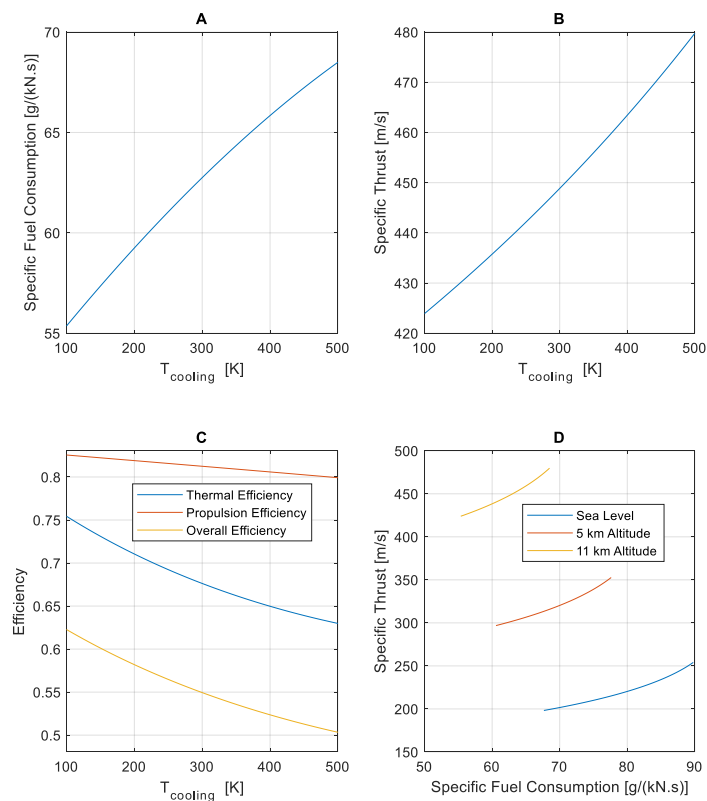 A
70
65
60
55
Specific Fuel Consumption [g/(kN.s)]
100 200 300 400 500
T_cooling [K]
B
480
470
460
450
440
430
420
Specific Thrust [m/s]
100 200 300 400 500
T_cooling [K]
C
0.8
0.75
0.7
0.65
0.6
0.55
0.5
Efficiency
Thermal Efficiency
Propulsion Efficiency
Overall Efficiency
100 200 300 400 500
T_cooling [K]
D
500
450
400
350
300
250
200
150
Specific Thrust [m/s]
Sea Level
5 km Altitude
11 km Altitude
50 60 70 80 90
Specific Fuel Consumption [g/(kN.s)]